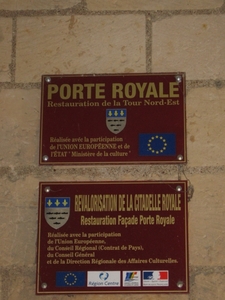 PORTE ROYALE
Restauration de la Tour Nord-Est
Réalisée avec la participation
de l'UNION EUROPÉENNE et de
l'ÉTAT "Ministère de la culture"
REVALORISATION DE LA CITADELLE ROYALE
Restauration Façade Porte Royale
Réalisée avec la participation de
l'Union Européenne,
du Conseil Régional (Contrat de Pays),
du Conseil Général
et de la Direction Régionale des Affaires Culturelles.
Région Centre